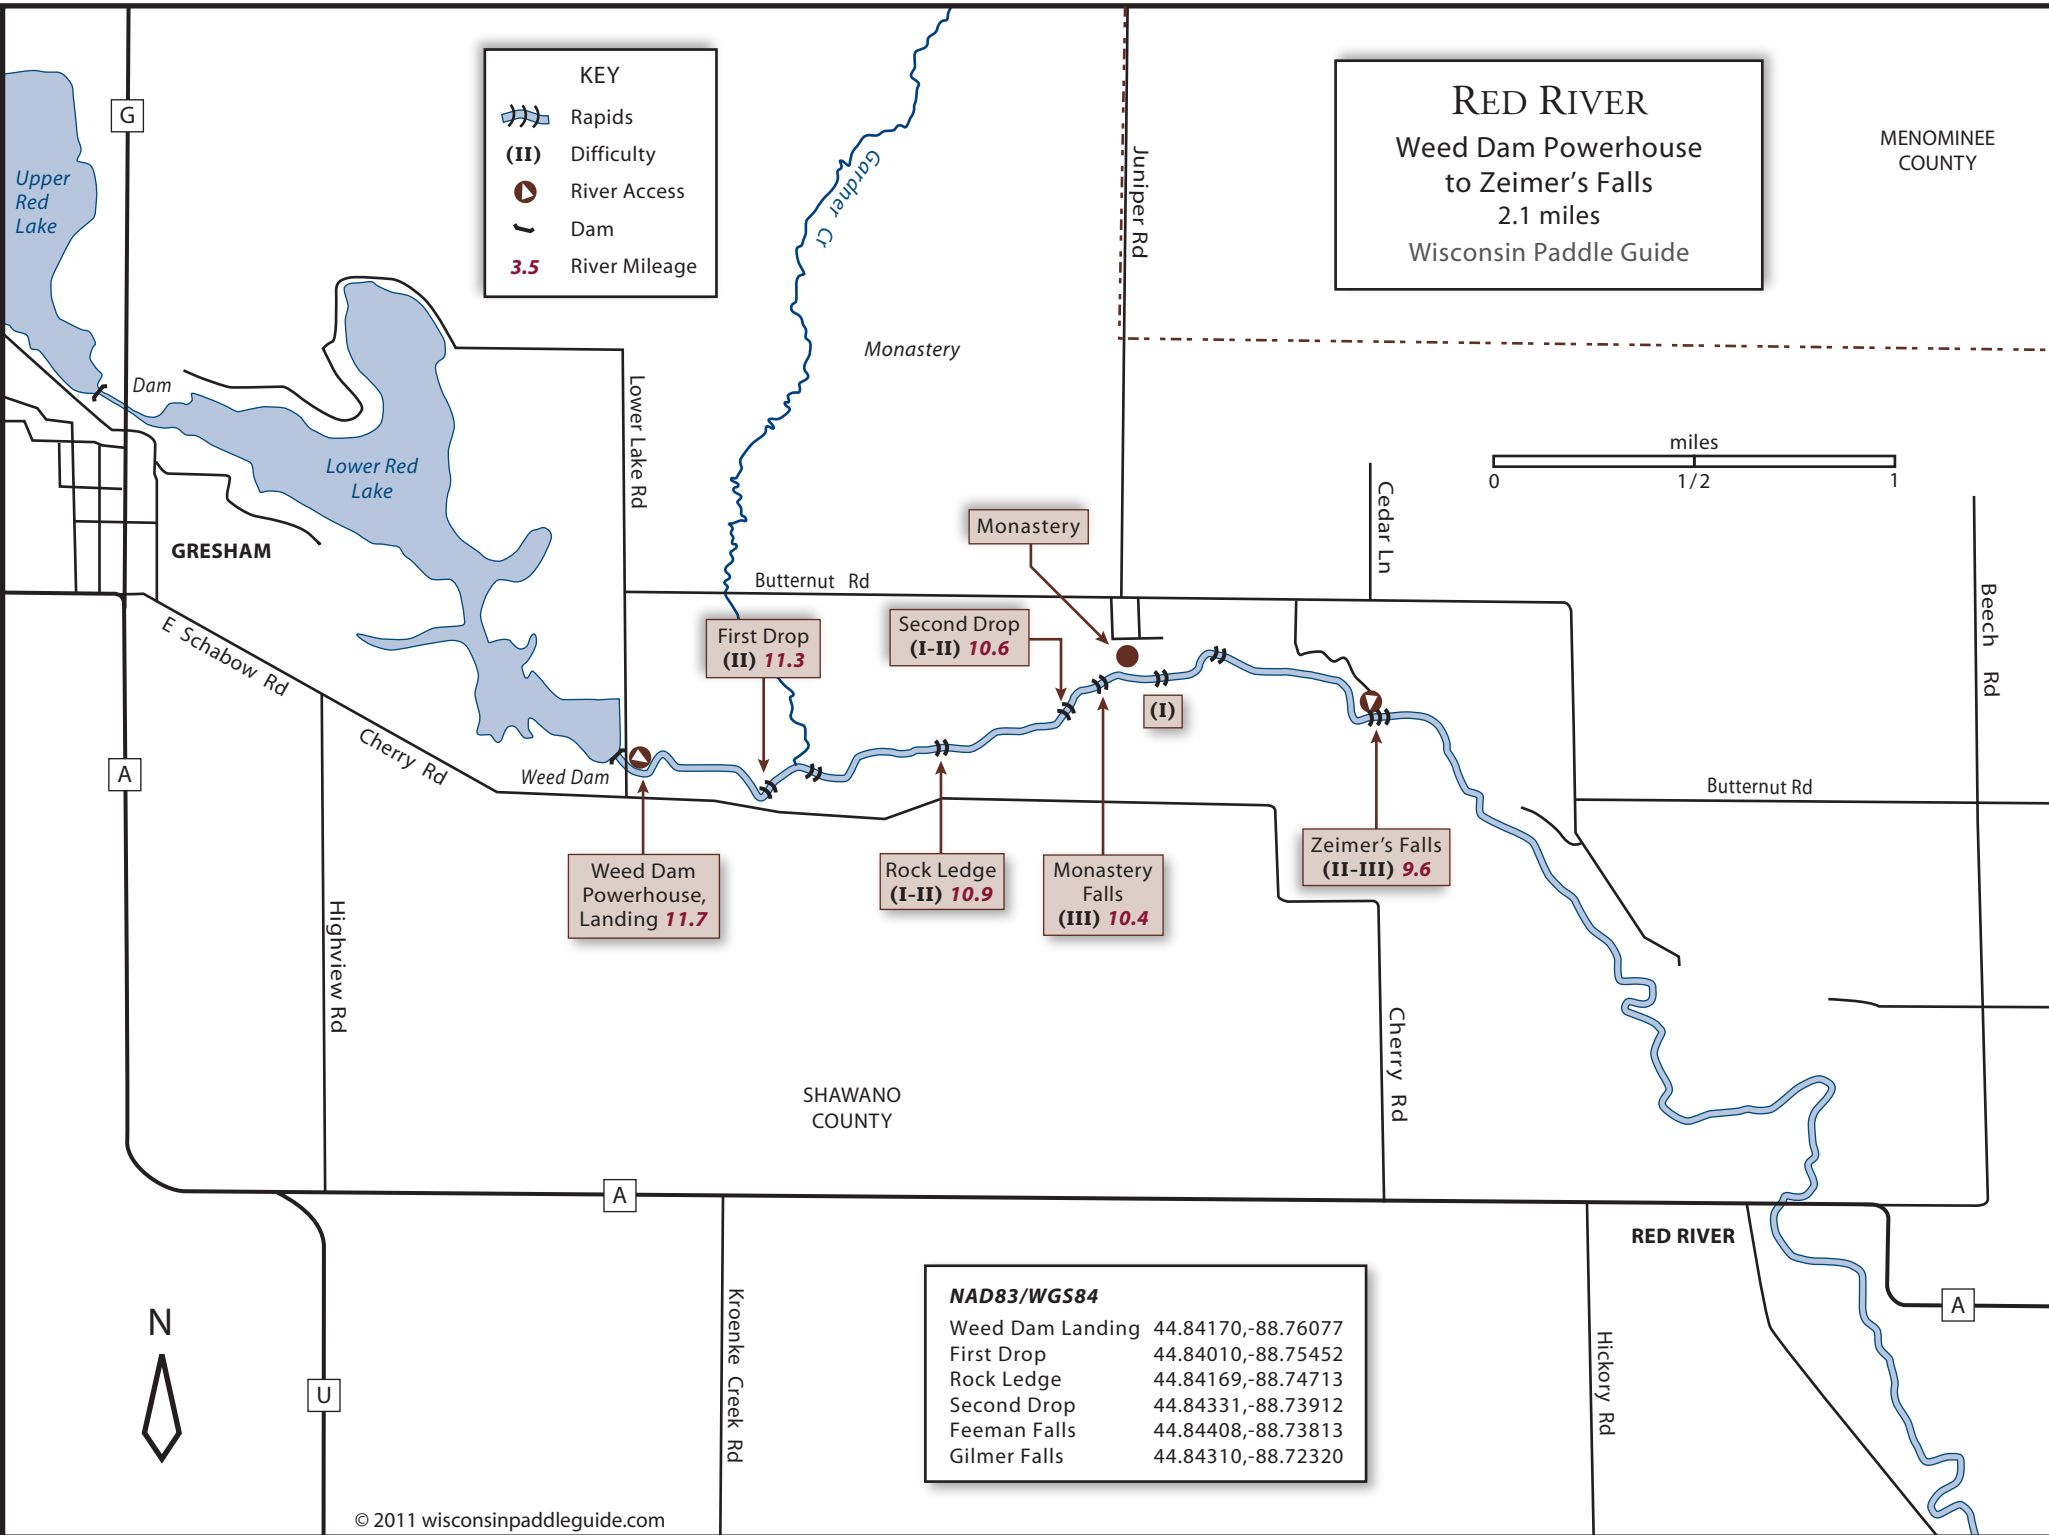 KEY
Rapids
(II) Difficulty
River Access
Dam
3.5 River Mileage
RED RIVER
Weed Dam Powerhouse
to Zeimer's Falls
2.1 miles
Wisconsin Paddle Guide
MENOMINEE
COUNTY
G
Upper
Red
Lake
Gardner Cr
Juniper Rd
Monastery
Dam
Lower Lake Rd
Lower Red
Lake
miles
0 1/2 1
Cedar Ln
Monastery
GRESHAM
Butternut Rd
Beech Rd
E Schabow Rd
First Drop
(II) 11.3
Second Drop
(I-II) 10.6
(I)
Cherry Rd
Weed Dam
A
Butternut Rd
Weed Dam
Powerhouse,
Landing 11.7
Rock Ledge
(I-II) 10.9
Monastery
Falls
(III) 10.4
Zeimer's Falls
(II-III) 9.6
Highview Rd
Cherry Rd
SHAWANO
COUNTY
A
RED RIVER
A
N
U
Kroenke Creek Rd
Hickory Rd
NAD83/WGS84
Weed Dam Landing 44.84170,-88.76077
First Drop 44.84010,-88.75452
Rock Ledge 44.84169,-88.74713
Second Drop 44.84331,-88.73912
Feeman Falls 44.84408,-88.73813
Gilmer Falls 44.84310,-88.72320
© 2011 wisconsinpaddleguide.com